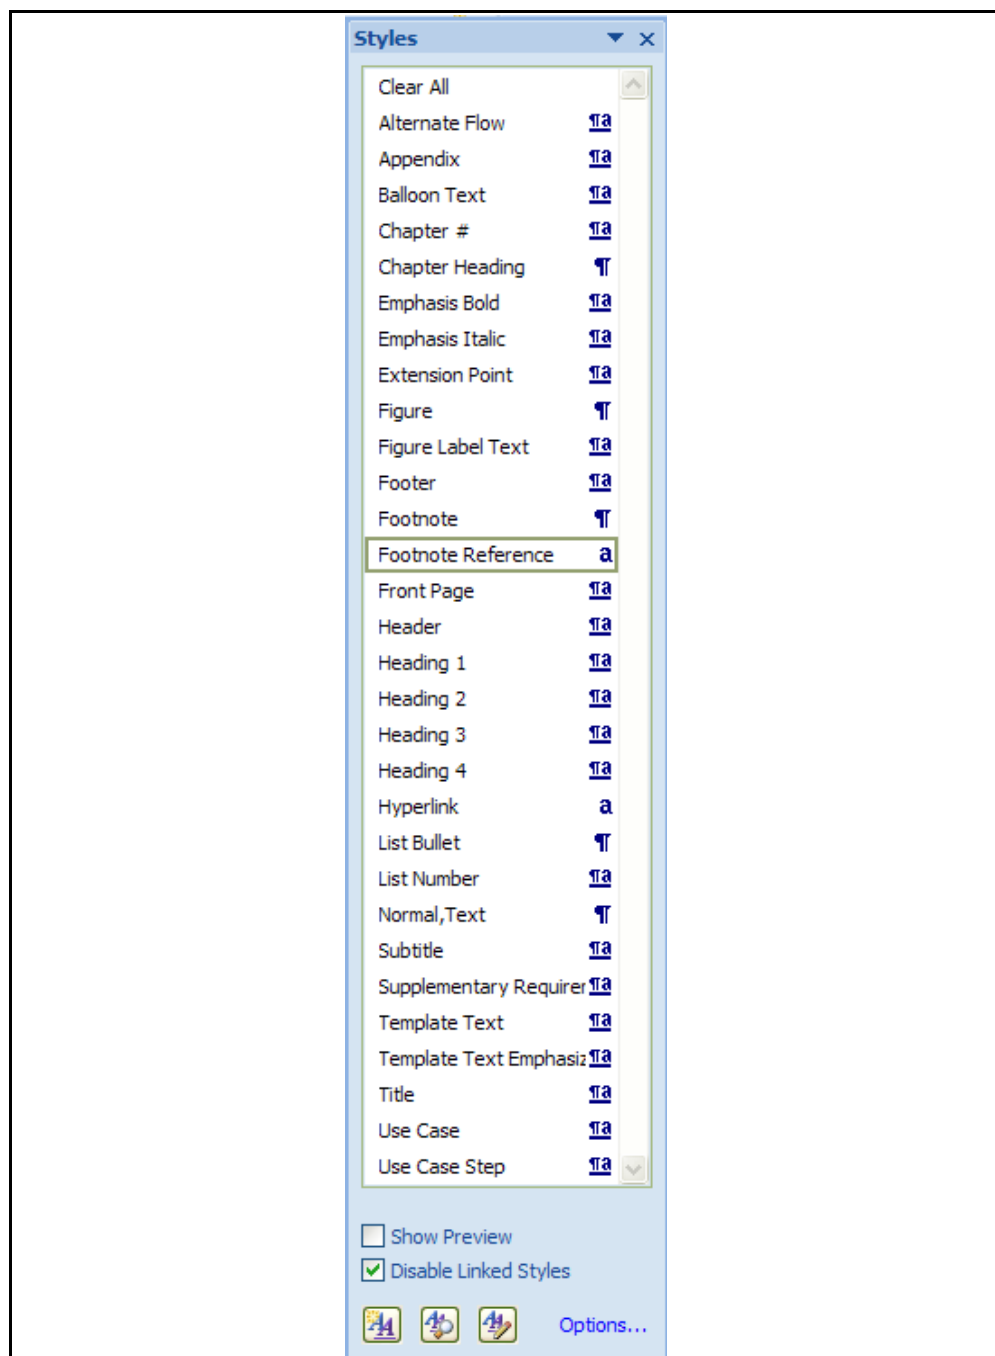 Styles
Clear All
Alternate Flow ¶a
Appendix ¶a
Balloon Text ¶a
Chapter # ¶a
Chapter Heading ¶
Emphasis Bold ¶a
Emphasis Italic ¶a
Extension Point ¶a
Figure ¶
Figure Label Text ¶a
Footer ¶a
Footnote ¶
Footnote Reference a
Front Page ¶a
Header ¶a
Heading 1 ¶a
Heading 2 ¶a
Heading 3 ¶a
Heading 4 ¶a
Hyperlink a
List Bullet ¶
List Number ¶a
Normal,Text ¶
Subtitle ¶a
Supplementary Requirer ¶a
Template Text ¶a
Template Text Emphasiz ¶a
Title ¶a
Use Case ¶a
Use Case Step ¶a
Show Preview
Disable Linked Styles
Options...